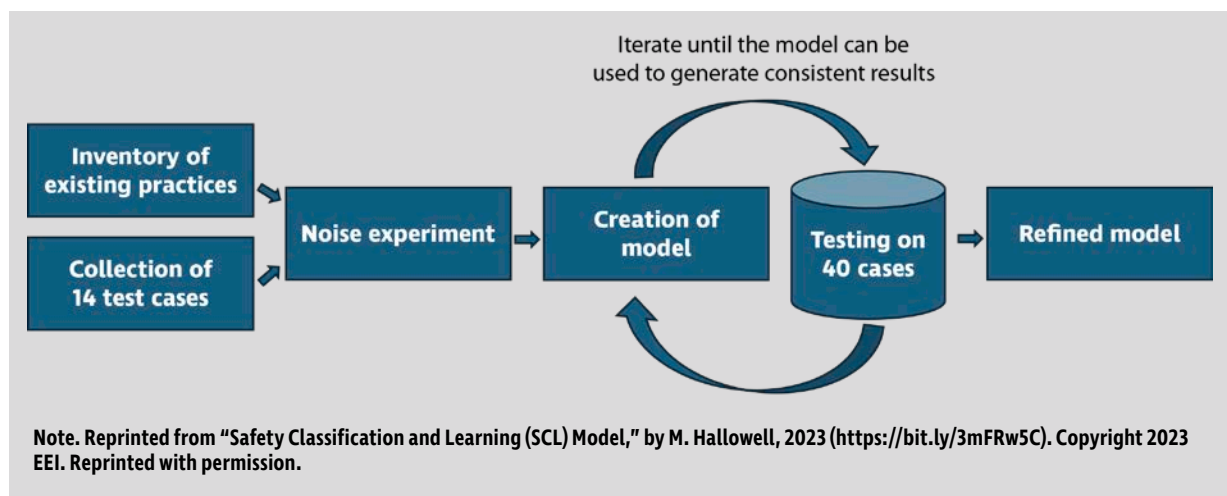 Iterate until the model can be
used to generate consistent results
Inventory of
existing practices
Collection of
14 test cases
Noise experiment
Creation of
model
Testing on
40 cases
Refined model
Note. Reprinted from “Safety Classification and Learning (SCL) Model,” by M. Hallowell, 2023 (https://bit.ly/3mFRw5C). Copyright 2023
EEI. Reprinted with permission.